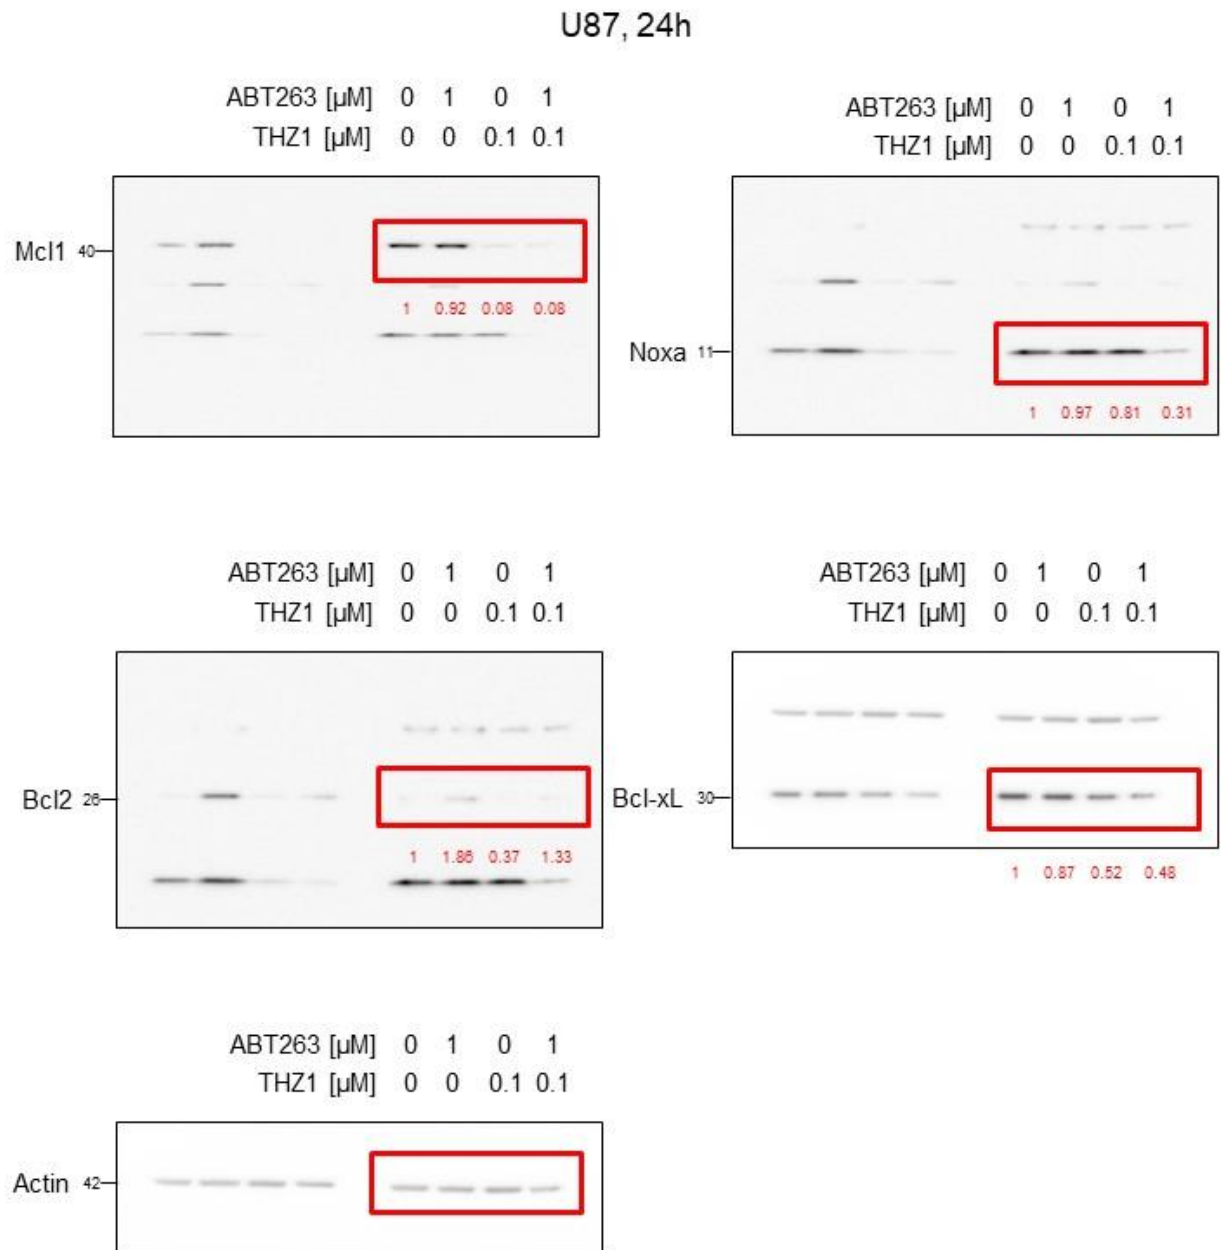 U87, 24h
ABT263 [µM] 0 1 0 1
THZ1 [µM] 0 0 0.1 0.1
Mcl1 40
1 0.92 0.08 0.08
ABT263 [µM] 0 1 0 1
THZ1 [µM] 0 0 0.1 0.1
Noxa 11
1 0.97 0.81 0.31
ABT263 [µM] 0 1 0 1
THZ1 [µM] 0 0 0.1 0.1
Bcl2 26
1 1.86 0.37 1.33
ABT263 [µM] 0 1 0 1
THZ1 [µM] 0 0 0.1 0.1
Bcl-xL 30
1 0.87 0.52 0.48
ABT263 [µM] 0 1 0 1
THZ1 [µM] 0 0 0.1 0.1
Actin 42